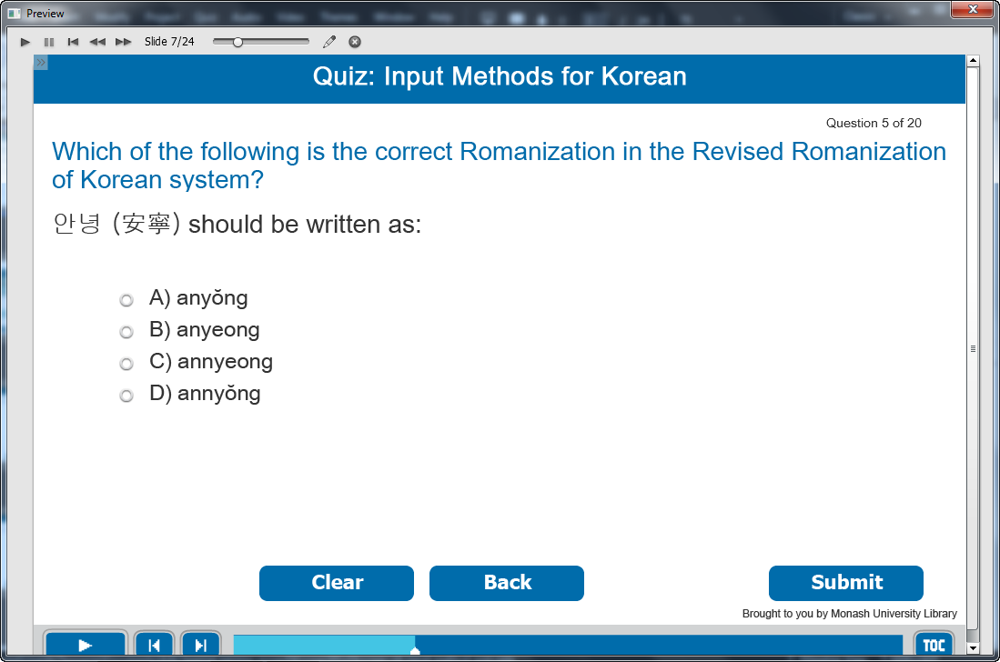 Preview
Slide 7/24
Quiz: Input Methods for Korean
Question 5 of 20
Which of the following is the correct Romanization in the Revised Romanization
of Korean system?
안녕 (安寧) should be written as:
A) anyŏng
B) anyeong
C) annyeong
D) annyŏng
Clear Back Submit
Brought to you by Monash University Library
TOC